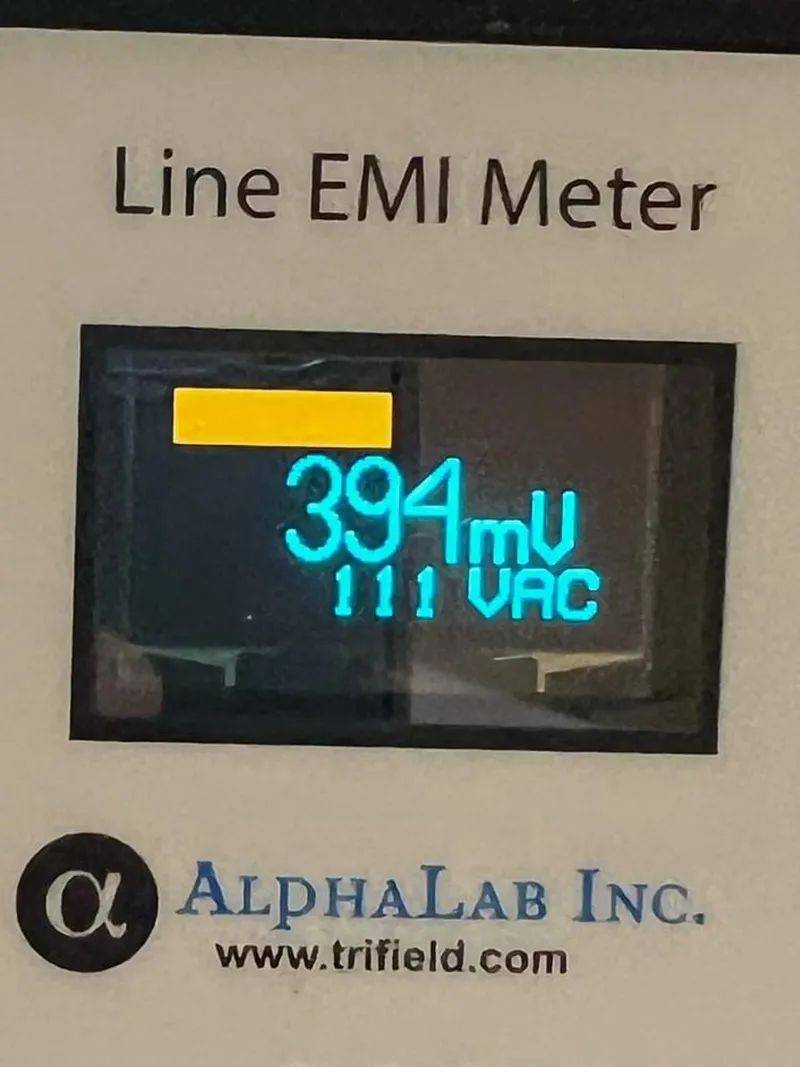 Line EMI Meter
394mV
111 VAC
α ALPHALAB INC.
www.trifield.com